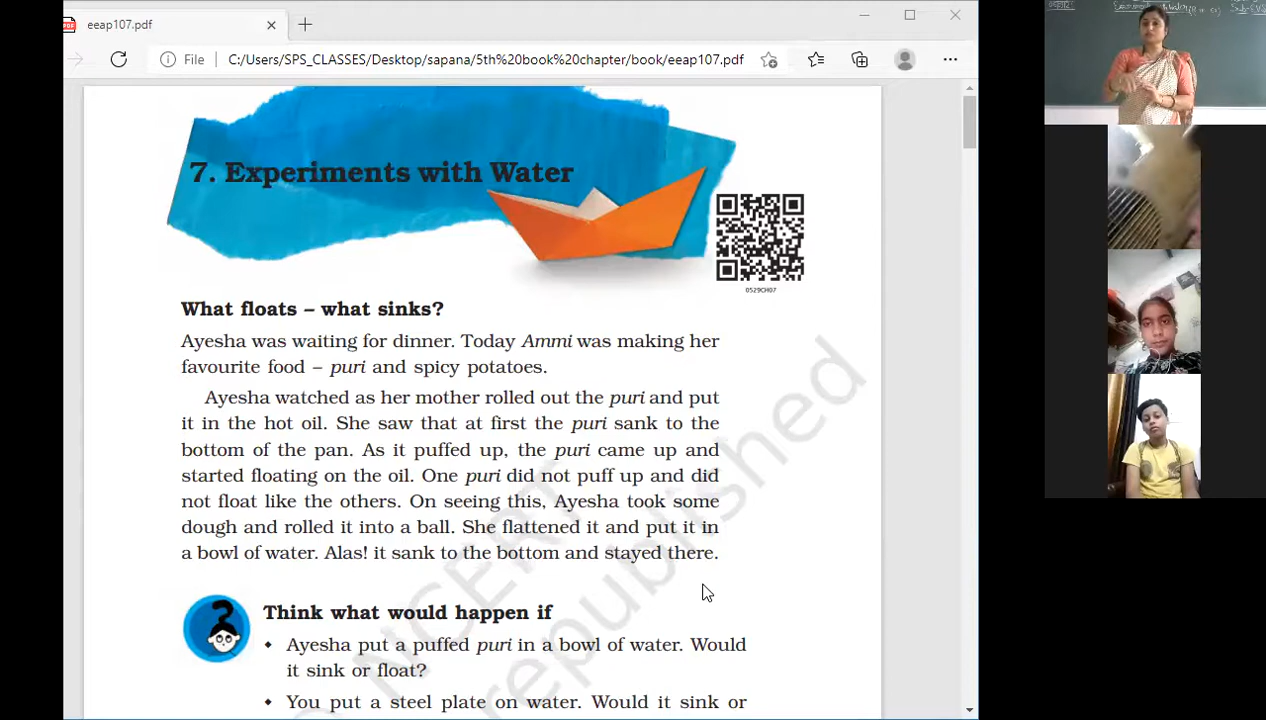 eeap107.pdf
File
C:/Users/SPS_CLASSES/Desktop/sapana/5th%20book%20chapter/book/eeap107.pdf
7. Experiments with Water
0529CH07
What floats – what sinks?
Ayesha was waiting for dinner. Today Ammi was making her
favourite food – puri and spicy potatoes.
Ayesha watched as her mother rolled out the puri and put
it in the hot oil. She saw that at first the puri sank to the
bottom of the pan. As it puffed up, the puri came up and
started floating on the oil. One puri did not puff up and did
not float like the others. On seeing this, Ayesha took some
dough and rolled it into a ball. She flattened it and put it in
a bowl of water. Alas! it sank to the bottom and stayed there.
Think what would happen if
• Ayesha put a puffed puri in a bowl of water. Would
it sink or float?
• You put a steel plate on water. Would it sink or
NCERT
republished